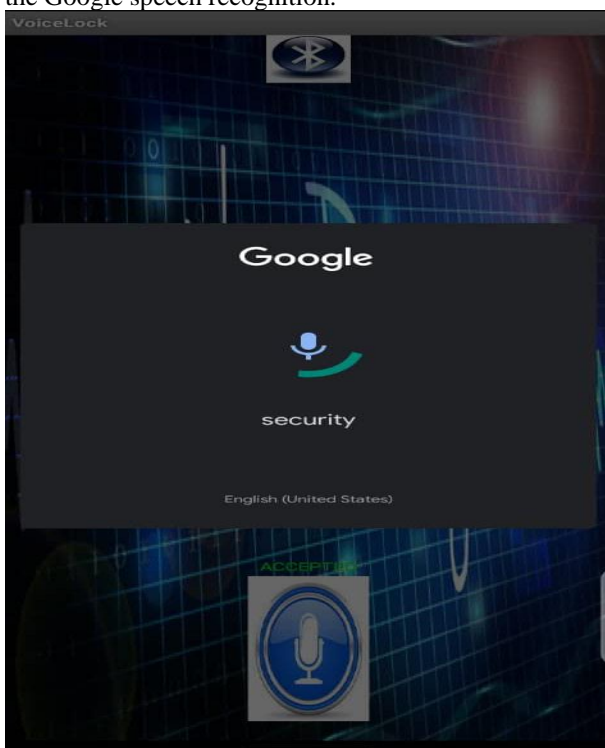 the Google speech recognition.
VoiceLock
Google
security
English (United States)
ACCEPTED